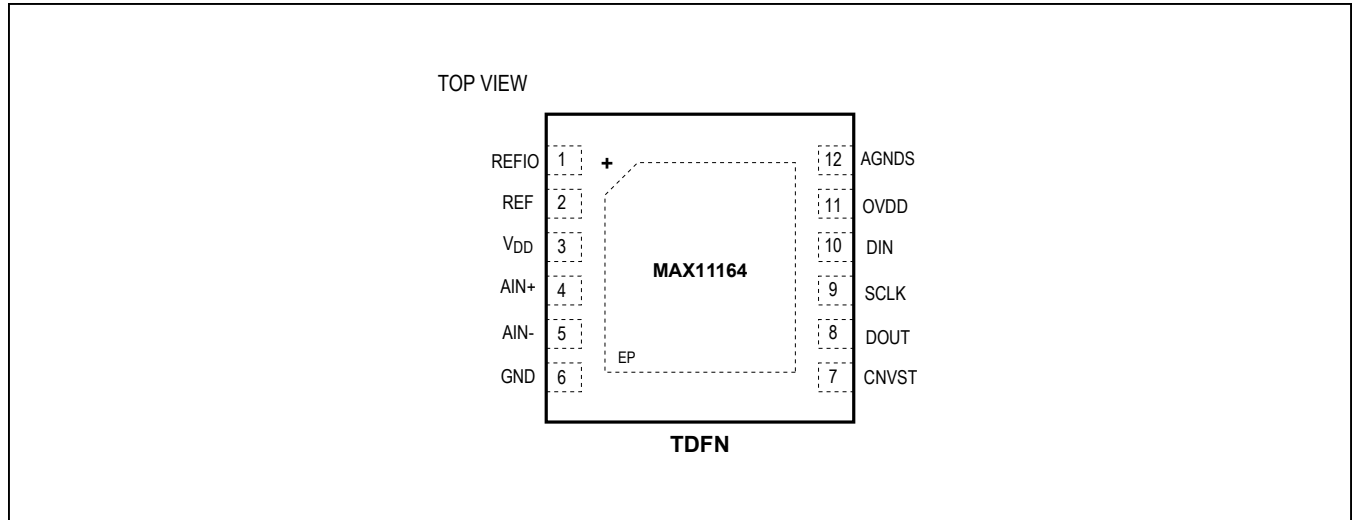 TOP VIEW
REFIO 1 + 12 AGNDS
REF 2 11 OVDD
VDD 3 10 DIN
MAX11164
AIN+ 4 9 SCLK
AIN- 5 8 DOUT
EP
GND 6 7 CNVST
TDFN